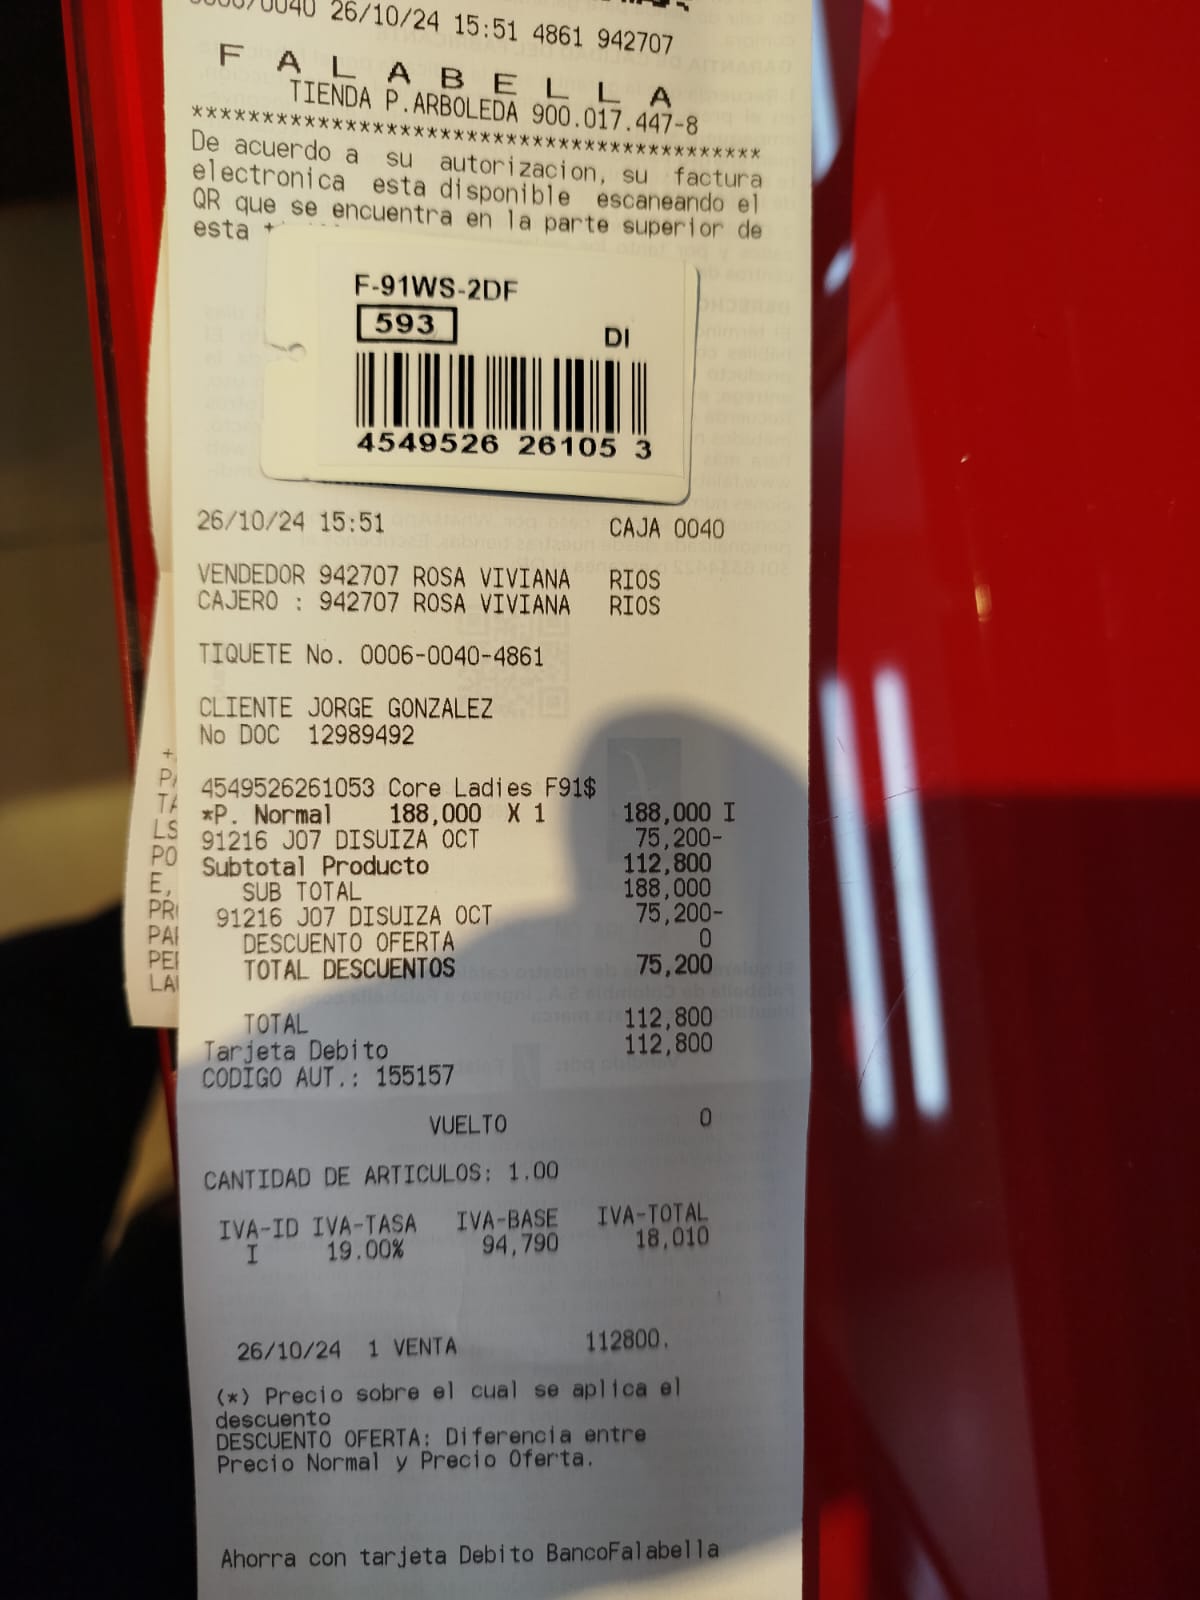 26/10/24 15:51 4861 942707
FALABELLA
TIENDA P.ARBOLEDA 900.017.447-8
*******************************************
De acuerdo a su autorizacion, su factura
electronica esta disponible escaneando el
QR que se encuentra en la parte superior de
esta
F-91WS-2DF
593
DI
4549526 26105 3
26/10/24 15:51 CAJA 0040
VENDEDOR 942707 ROSA VIVIANA RIOS
CAJERO : 942707 ROSA VIVIANA RIOS
TIQUETE No. 0006-0040-4861
CLIENTE JORGE GONZALEZ
No DOC 12989492
4549526261053 Core Ladies F91$
*P. Normal 188,000 X 1 188,000 I
91216 J07 DISUIZA OCT 75,200-
Subtotal Producto 112,800
SUB TOTAL 188,000
91216 J07 DISUIZA OCT 75,200-
DESCUENTO OFERTA 0
TOTAL DESCUENTOS 75,200
TOTAL 112,800
Tarjeta Debito 112,800
CODIGO AUT.: 155157
VUELTO 0
CANTIDAD DE ARTICULOS: 1.00
IVA-ID IVA-TASA IVA-BASE IVA-TOTAL
I 19.00% 94,790 18,010
26/10/24 1 VENTA 112800.
(*) Precio sobre el cual se aplica el
descuento
DESCUENTO OFERTA: Diferencia entre
Precio Normal y Precio Oferta.
Ahorra con tarjeta Debito BancoFalabella